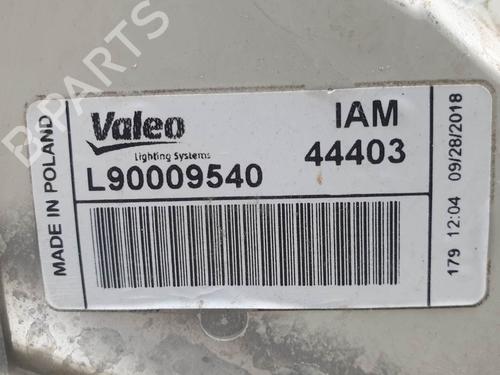 MADE IN POLAND
Valeo
Lighting Systems
L90009540
IAM
44403
179 12:04 09/28/2018
B-PARTS